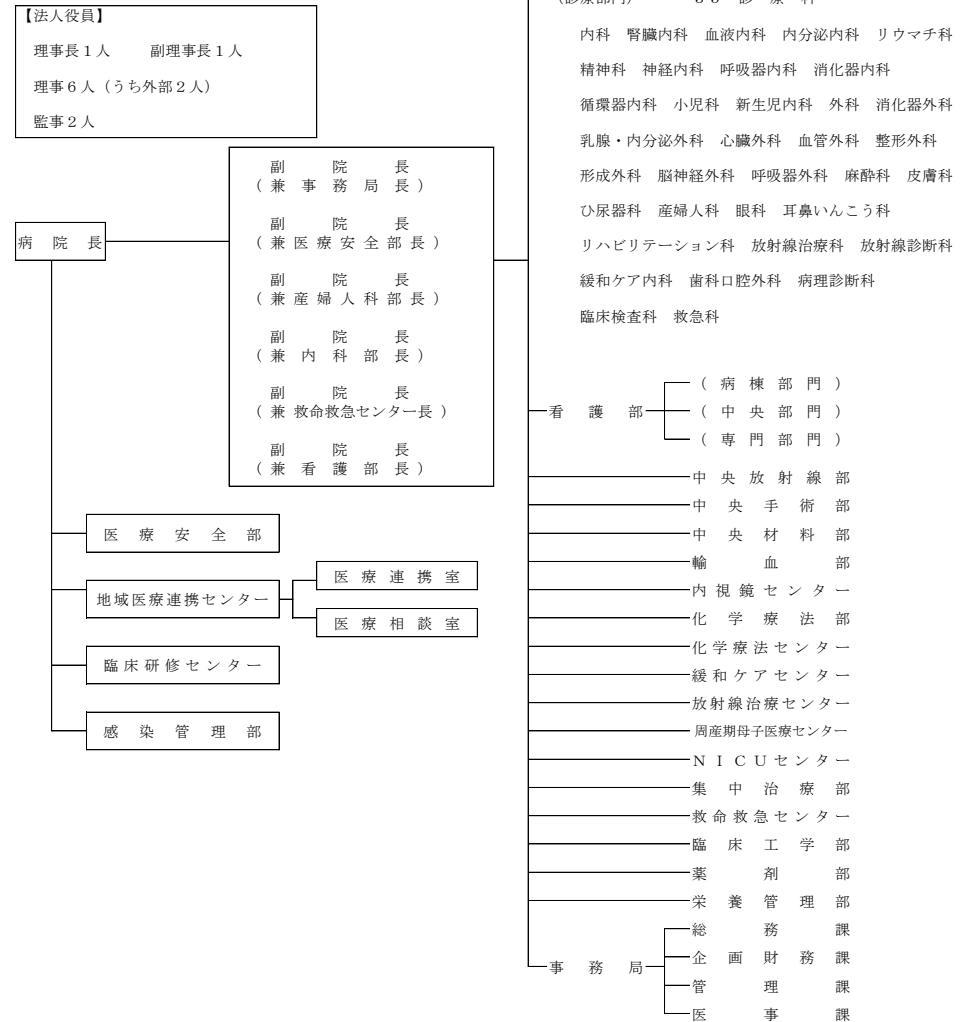 【法人役員】
理事長１人　副理事長１人
理事６人（うち外部２人）
監事２人
内科　腎臓内科　血液内科　内分泌内科　リウマチ科
精神科　神経内科　呼吸器内科　消化器内科
循環器内科　小児科　新生児内科　外科　消化器外科
乳腺・内分泌外科　心臓外科　血管外科　整形外科
形成外科　脳神経外科　呼吸器外科　麻酔科　皮膚科
ひ尿器科　産婦人科　眼科　耳鼻いんこう科
リハビリテーション科　放射線治療科　放射線診断科
緩和ケア内科　歯科口腔外科　病理診断科
臨床検査科　救急科
病院長
副院長
（兼事務局長）
副院長
（兼医療安全部長）
副院長
（兼産婦人科部長）
副院長
（兼内科部長）
副院長
（兼救命救急センター長）
副院長
（兼看護部長）
医療安全部
地域医療連携センター
医療連携室
医療相談室
臨床研修センター
感染管理部
看護部
（病棟部門）
（中央部門）
（専門部門）
中央放射線部
中央手術部
中央材料部
輸血部
内視鏡センター
化学療法部
化学療法センター
緩和ケアセンター
放射線治療センター
周産期母子医療センター
ＮＩＣＵセンター
集中治療部
救命救急センター
臨床工学部
薬剤部
栄養管理部
事務局
総務課
企画財務課
管理課
医事課